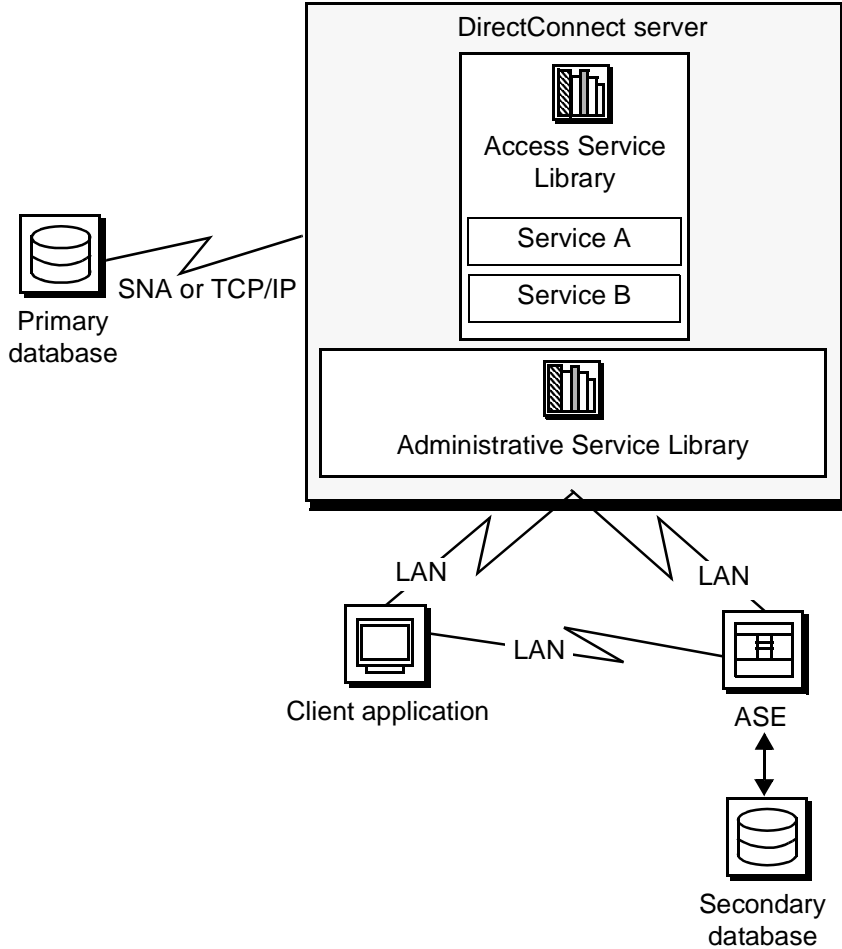 DirectConnect server
Access Service
Library
Service A
Service B
SNA or TCP/IP
Primary
database
Administrative Service Library
LAN
LAN
LAN
Client application
ASE
Secondary
database